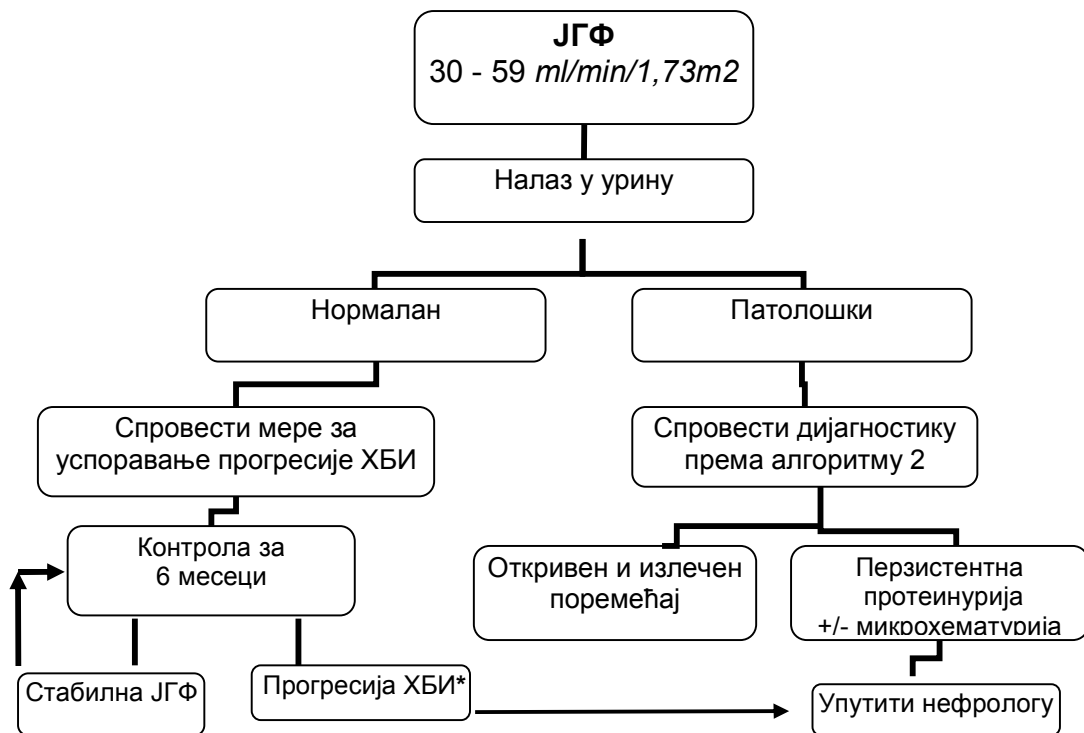 ЈГФ
30 - 59 ml/min/1,73m2
Налаз у урину
Нормалан
Патолошки
Спровести мере за
успоравање прогресије ХБИ
Спровести дијагностику
према алгоритму 2
Контрола за
6 месеци
Откривен и излечен
поремећај
Перзистентна
протеинурија
+/- микрохематурија
Стабилна ЈГФ
Прогресија ХБИ*
Упутити нефрологу